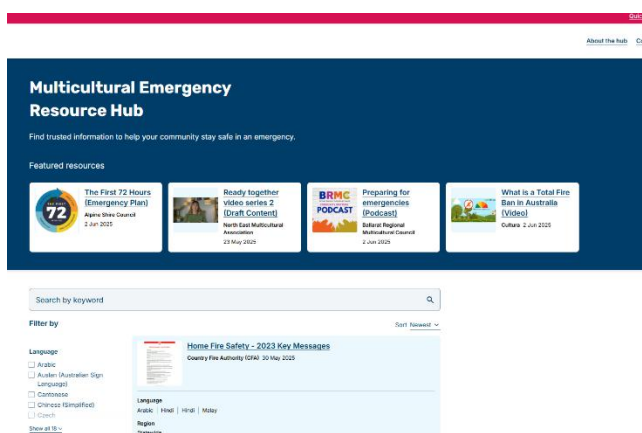 About the hub
Multicultural Emergency
Resource Hub
Find trusted information to help your community stay safe in an emergency.
Featured resources
72
The First 72 Hours
(Emergency Plan)
Alpine Shire Council
2 Jun 2025
Ready together
video series 2
(Draft Content)
North East Multicultural
Association
23 May 2025
BRMC
PODCAST
Preparing for
emergencies
(Podcast)
Ballarat Regional
Multicultural Council
2 Jun 2025
What is a Total Fire
Ban in Australia
(Video)
Cultura 2 Jun 2025
Search by keyword
Filter by
Sort Newest
Language
Arabic
Auslan (Australian Sign
Language)
Cantonese
Chinese (Simplified)
Czech
Show all 16
Home Fire Safety - 2023 Key Messages
Country Fire Authority (CFA) 30 May 2025
Language
Arabic | Hindi | Hindi | Malay
Region
Statewide